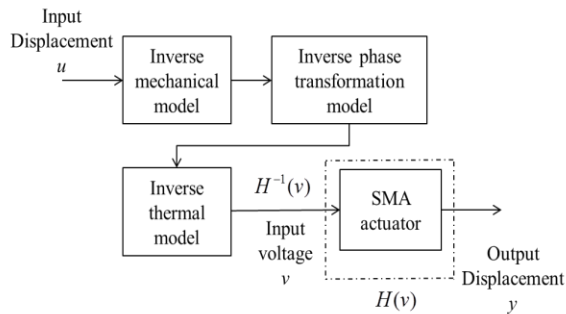 Input
Displacement
u
Inverse
mechanical
model
Inverse phase
transformation
model
Inverse
thermal
model
H⁻¹(v)
Input
voltage
v
SMA
actuator
H(v)
Output
Displacement
y